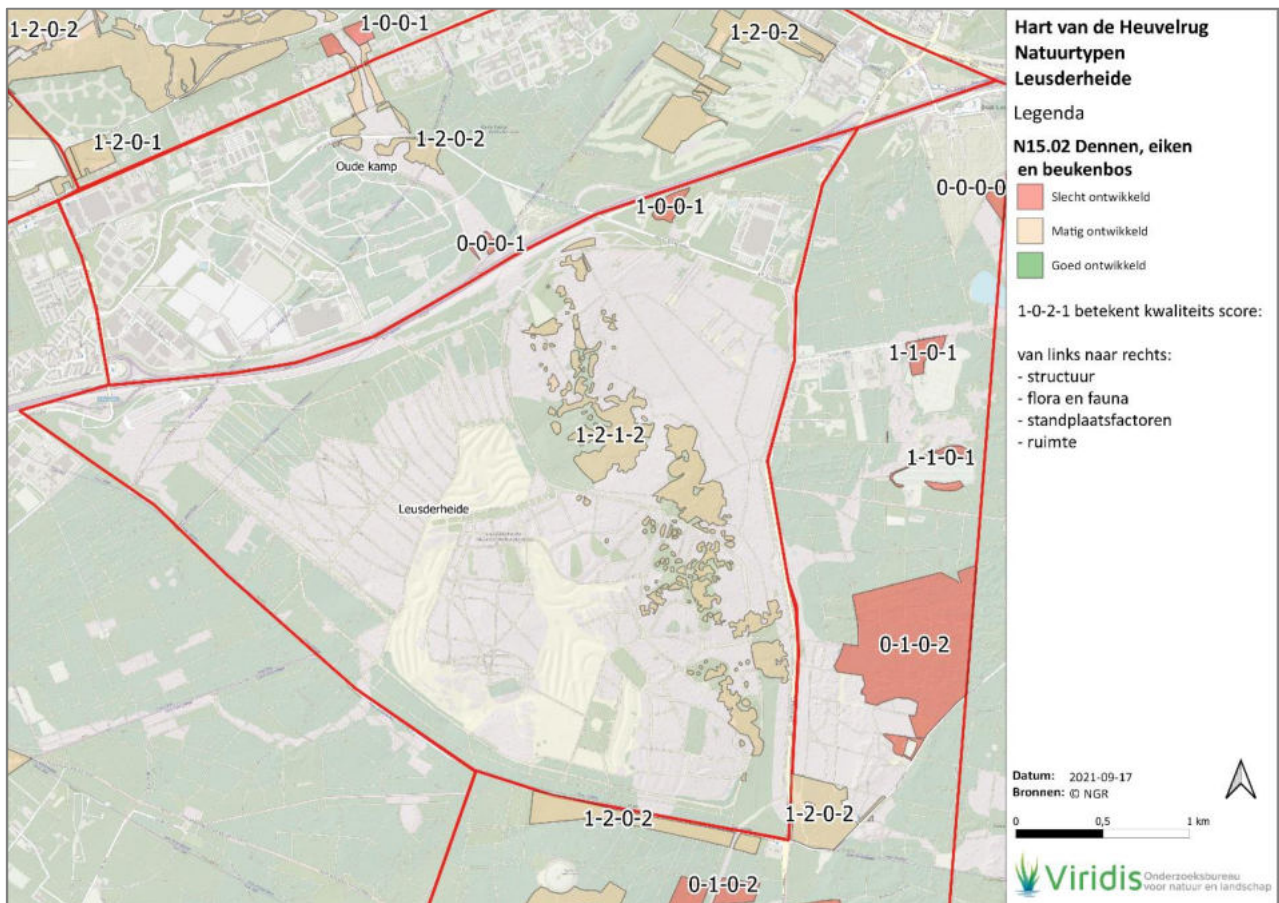 1-2-0-2
1-0-0-1
1-2-0-2
1-2-0-1
1-2-0-2
Oude kamp
0-0-0-0
1-0-0-1
0-0-0-1
1-1-0-1
1-2-1-2
1-1-0-1
Leusderheide
0-1-0-2
1-2-0-2
1-2-0-2
0-1-0-2
Hart van de Heuvelrug
Natuurtypen
Leusderheide
Legenda
N15.02 Dennen, eiken
en beukenbos
Slecht ontwikkeld
Matig ontwikkeld
Goed ontwikkeld
1-0-2-1 betekent kwaliteits score:
van links naar rechts:
- structuur
- flora en fauna
- standplaatsfactoren
- ruimte
Datum: 2021-09-17
Bronnen: © NGR
0 0,5 1 km
Viridis Onderzoeksbureau
voor natuur en landschap